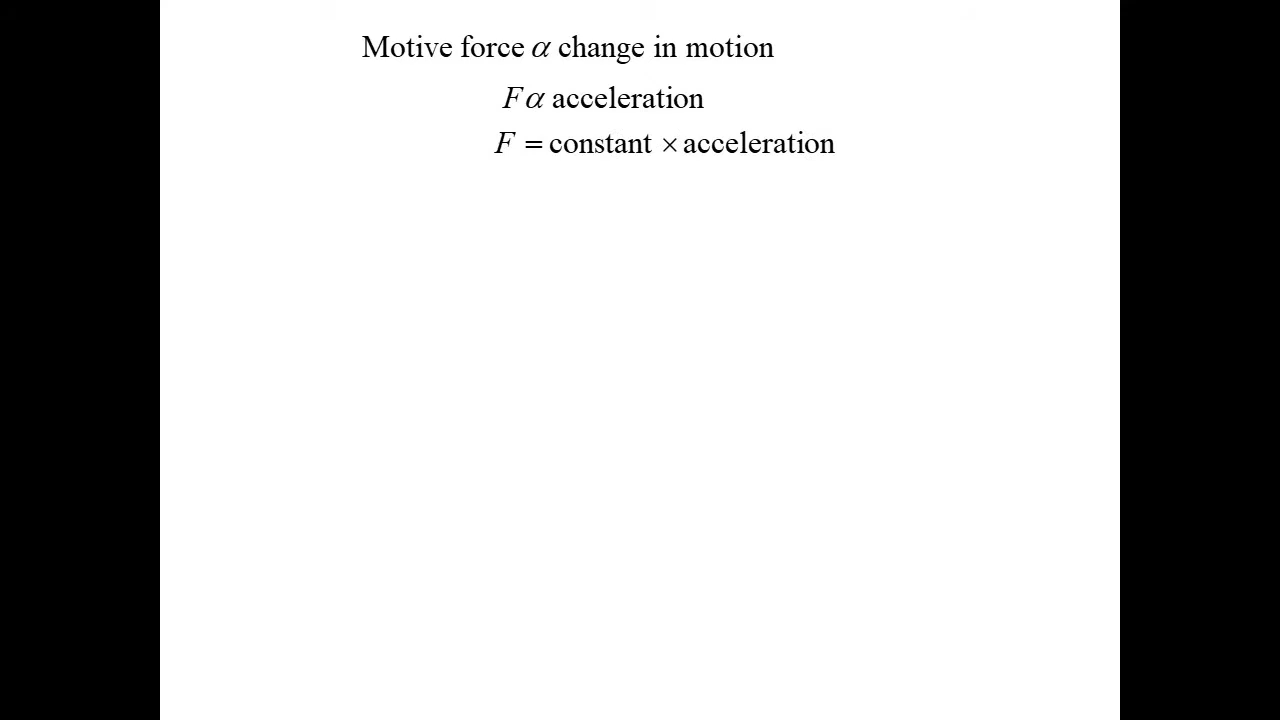 Motive force α change in motion
F α acceleration
F = constant × acceleration